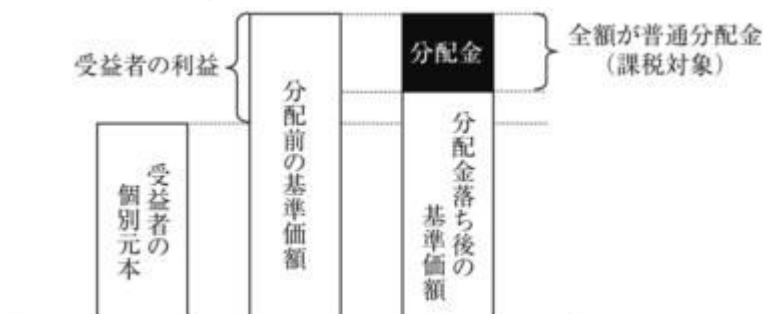 受益者の利益
分配金
全額が普通分配金
（課税対象）
受益者の
個別元本
分配前の基準価額
分配金落ち後の
基準価額